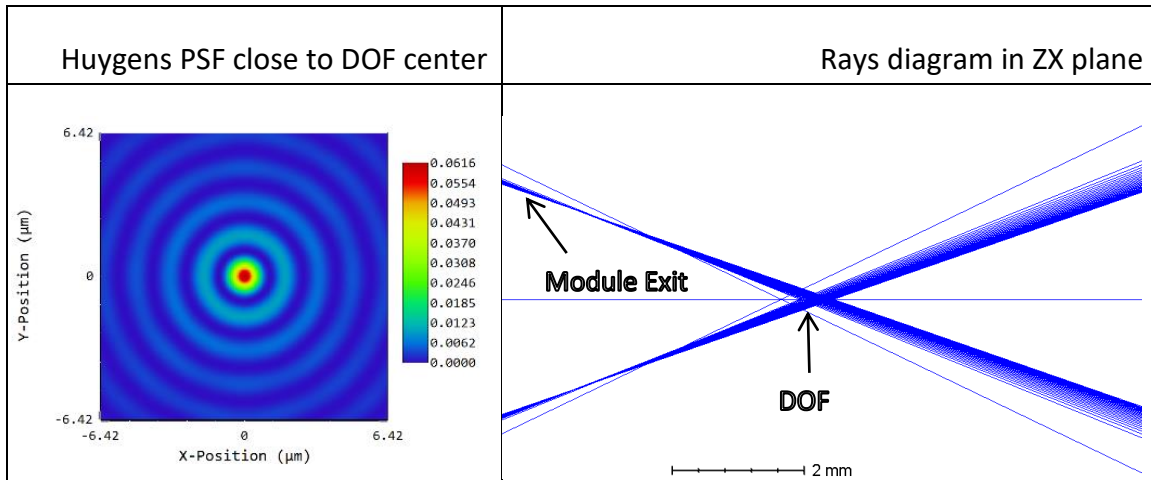 Huygens PSF close to DOF center
Rays diagram in ZX plane
6.42
0
-6.42
Y-Position (µm)
-6.42
0
6.42
X-Position (µm)
0.0616
0.0554
0.0493
0.0431
0.0370
0.0308
0.0246
0.0185
0.0123
0.0062
0.0000
Module Exit
DOF
2 mm